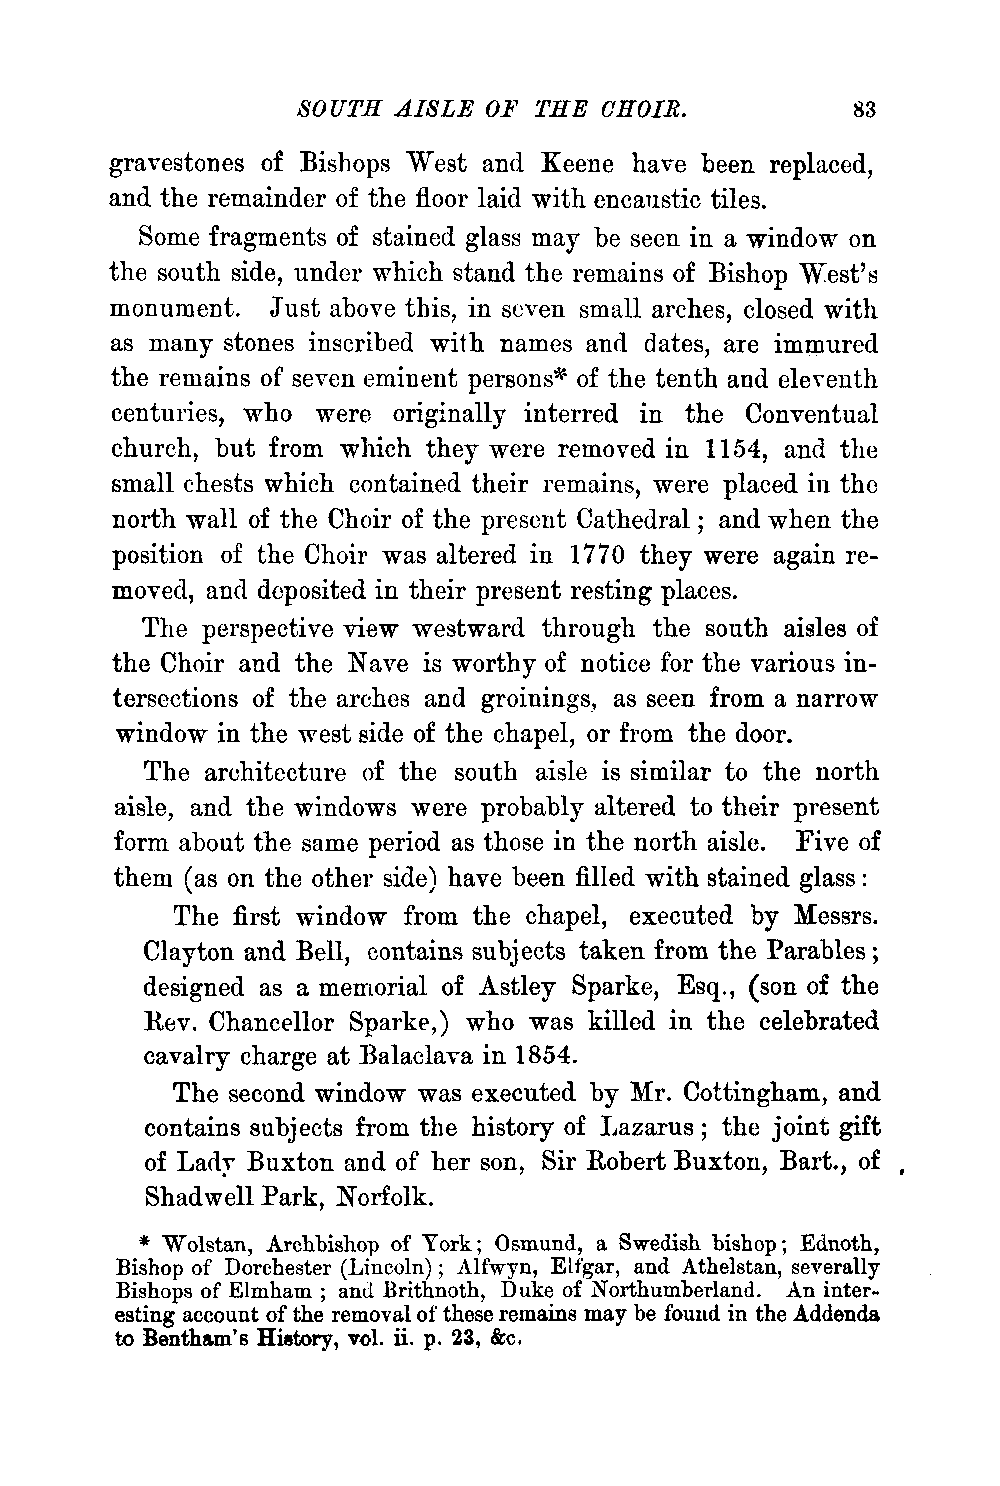 SOUTH AISLE OF THE CHOIR. 83
gravestones of Bishops West and Keene have been replaced,
and the remainder of the floor laid with encaustic tiles.
Some fragments of stained glass may be seen in a window on
the south side, under which stand the remains of Bishop West's
monument. Just above this, in seven small arches, closed with
as many stones inscribed with names and dates, are immured
the remains of seven eminent persons* of the tenth and eleventh
centuries, who were originally interred in the Conventual
church, but from which they were removed in 1154, and the
small chests which contained their remains, were placed in the
north wall of the Choir of the present Cathedral; and when the
position of the Choir was altered in 1770 they were again re-
moved, and deposited in their present resting places.
The perspective view westward through the south aisles of
the Choir and the Nave is worthy of notice for the various in-
tersections of the arches and groinings, as seen from a narrow
window in the west side of the chapel, or from the door.
The architecture of the south aisle is similar to the north
aisle, and the windows were probably altered to their present
form about the same period as those in the north aisle. Five of
them (as on the other side) have been filled with stained glass:
The first window from the chapel, executed by Messrs.
Clayton and Bell, contains subjects taken from the Parables;
designed as a memorial of Astley Sparke, Esq., (son of the
Rev. Chancellor Sparke,) who was killed in the celebrated
cavalry charge at Balaclava in 1854.
The second window was executed by Mr. Cottingham, and
contains subjects from the history of Lazarus; the joint gift
of Lady Buxton and of her son, Sir Robert Buxton, Bart., of
Shadwell Park, Norfolk.
* Wolstan, Archbishop of York; Osmund, a Swedish bishop; Ednoth,
Bishop of Dorchester (Lincoln); Alfwyn, Elfgar, and Athelstan, severally
Bishops of Elmham; and Brithnoth, Duke of Northumberland. An inter-
esting account of the removal of these remains may be found in the Addenda
to Bentham's History, vol. ii. p. 23, &c.